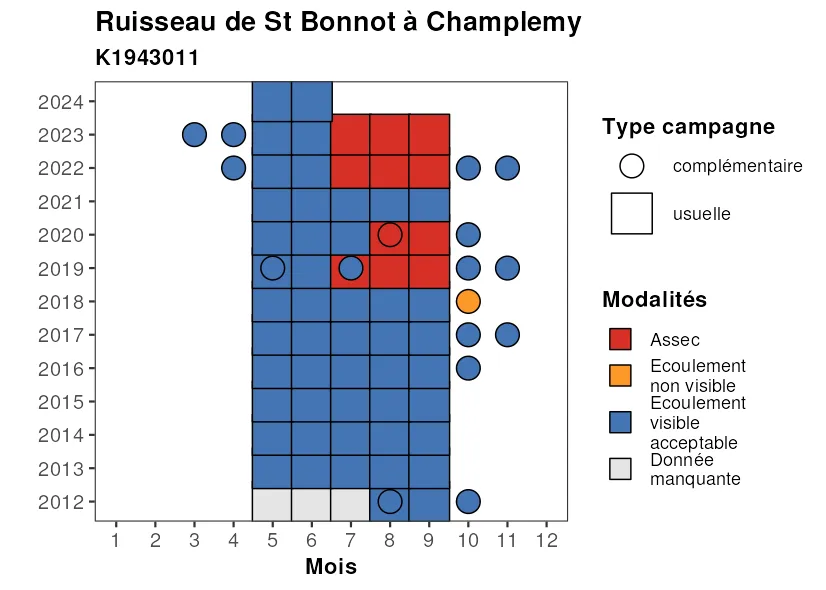 Ruisseau de St Bonnot à Champlemy
K1943011
2024
2023
2022
2021
2020
2019
2018
2017
2016
2015
2014
2013
2012
1 2 3 4 5 6 7 8 9 10 11 12
Mois
Type campagne
complémentaire
usuelle
Modalités
Assec
Ecoulement
non visible
Ecoulement
visible
acceptable
Donnée
manquante